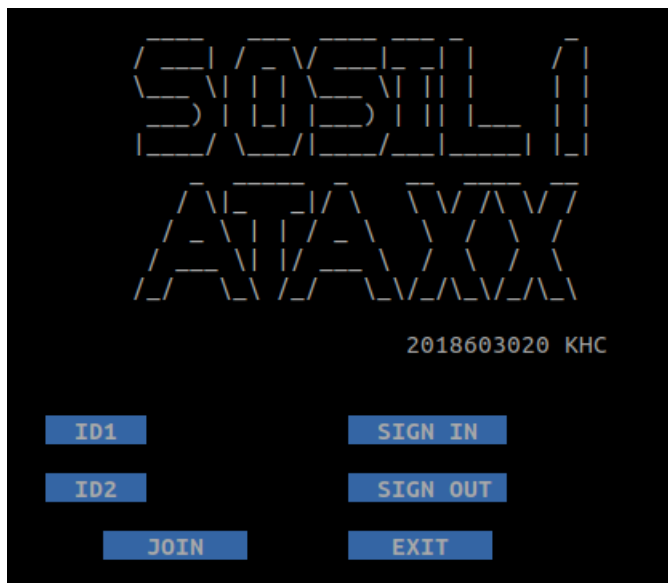 SOSIL 1
ATAXX
2018603020 KHC
ID1 SIGN IN
ID2 SIGN OUT
JOIN EXIT